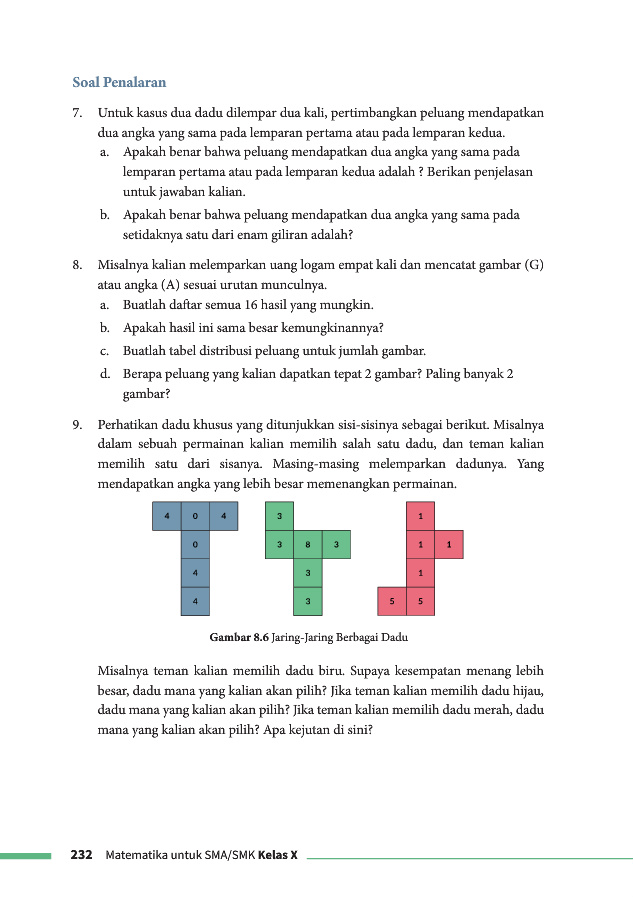 Soal Penalaran
7. Untuk kasus dua dadu dilempar dua kali, pertimbangkan peluang mendapatkan
dua angka yang sama pada lemparan pertama atau pada lemparan kedua.
a. Apakah benar bahwa peluang mendapatkan dua angka yang sama pada
lemparan pertama atau pada lemparan kedua adalah ? Berikan penjelasan
untuk jawaban kalian.
b. Apakah benar bahwa peluang mendapatkan dua angka yang sama pada
setidaknya satu dari enam giliran adalah?
8. Misalnya kalian melemparkan uang logam empat kali dan mencatat gambar (G)
atau angka (A) sesuai urutan munculnya.
a. Buatlah daftar semua 16 hasil yang mungkin.
b. Apakah hasil ini sama besar kemungkinannya?
c. Buatlah tabel distribusi peluang untuk jumlah gambar.
d. Berapa peluang yang kalian dapatkan tepat 2 gambar? Paling banyak 2
gambar?
9. Perhatikan dadu khusus yang ditunjukkan sisi-sisinya sebagai berikut. Misalnya
dalam sebuah permainan kalian memilih salah satu dadu, dan teman kalian
memilih satu dari sisanya. Masing-masing melemparkan dadunya. Yang
mendapatkan angka yang lebih besar memenangkan permainan.
4 0 4
0
4
4
3
3 8 3
3
3
1
1 1
1
5 5
Gambar 8.6 Jaring-Jaring Berbagai Dadu
Misalnya teman kalian memilih dadu biru. Supaya kesempatan menang lebih
besar, dadu mana yang kalian akan pilih? Jika teman kalian memilih dadu hijau,
dadu mana yang kalian akan pilih? Jika teman kalian memilih dadu merah, dadu
mana yang kalian akan pilih? Apa kejutan di sini?
232 Matematika untuk SMA/SMK Kelas X